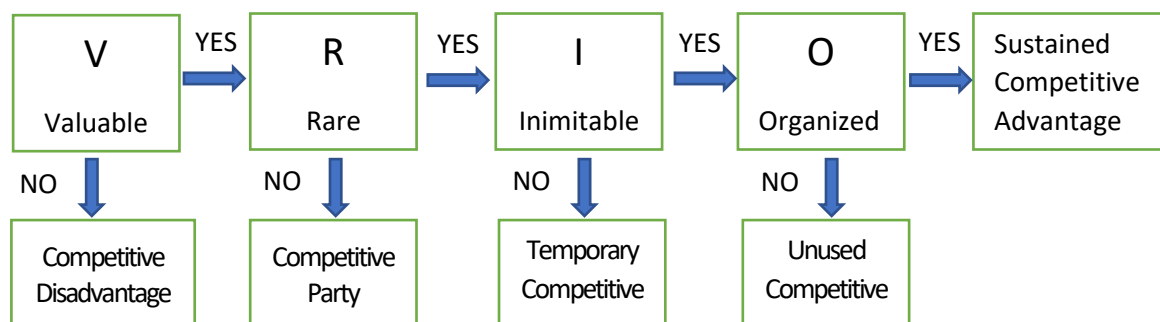 V
Valuable
YES
R
Rare
YES
I
Inimitable
YES
O
Organized
YES
Sustained
Competitive
Advantage
NO
NO
NO
NO
Competitive
Disadvantage
Competitive
Party
Temporary
Competitive
Unused
Competitive